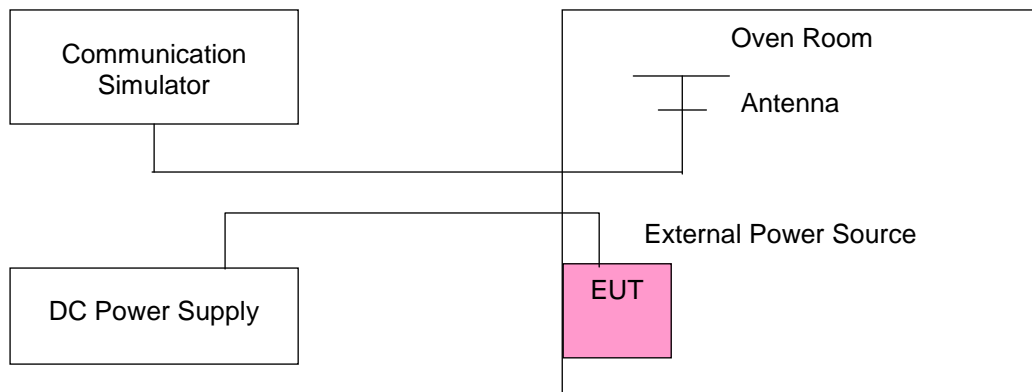 Communication
Simulator
Oven Room
Antenna
External Power Source
DC Power Supply
EUT